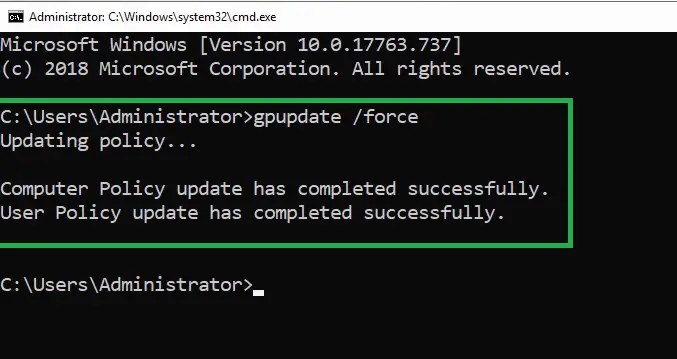 Administrator: C:\Windows\system32\cmd.exe
Microsoft Windows [Version 10.0.17763.737]
(c) 2018 Microsoft Corporation. All rights reserved.
C:\Users\Administrator>gpupdate /force
Updating policy...
Computer Policy update has completed successfully.
User Policy update has completed successfully.
C:\Users\Administrator>